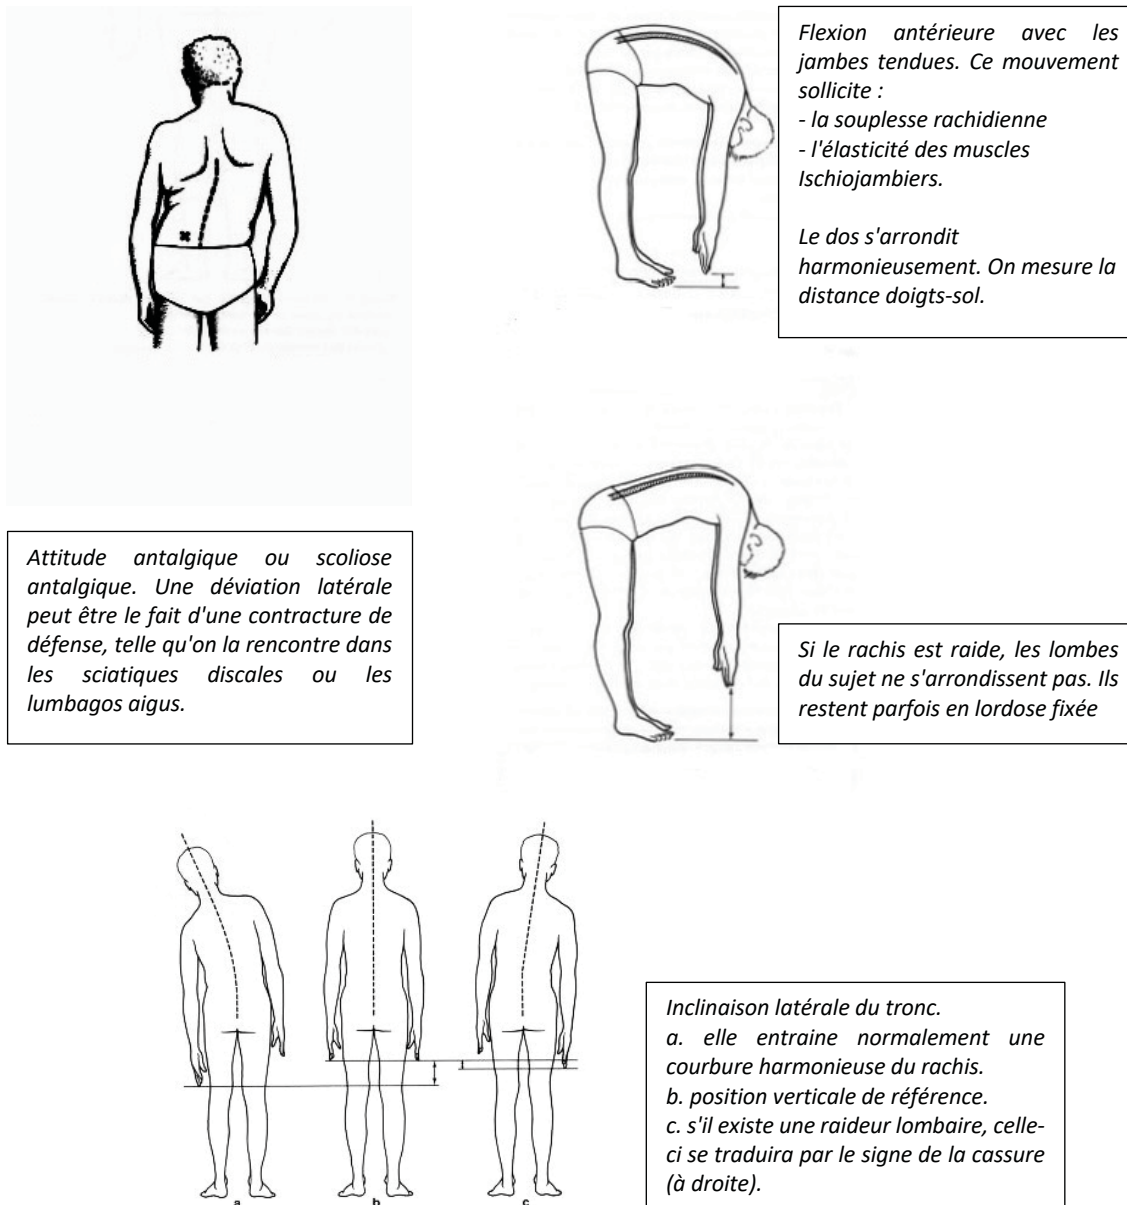 Flexion antérieure avec les
jambes tendues. Ce mouvement
sollicite :
- la souplesse rachidienne
- l'élasticité des muscles
Ischiojambiers.
Le dos s'arrondit
harmonieusement. On mesure la
distance doigts-sol.
Attitude antalgique ou scoliose
antalgique. Une déviation latérale
peut être le fait d'une contracture de
défense, telle qu'on la rencontre dans
les sciatiques discales ou les
lumbagos aigus.
Si le rachis est raide, les lombes
du sujet ne s'arrondissent pas. Ils
restent parfois en lordose fixée
a b c
Inclinaison latérale du tronc.
a. elle entraine normalement une
courbure harmonieuse du rachis.
b. position verticale de référence.
c. s'il existe une raideur lombaire, celle-
ci se traduira par le signe de la cassure
(à droite).